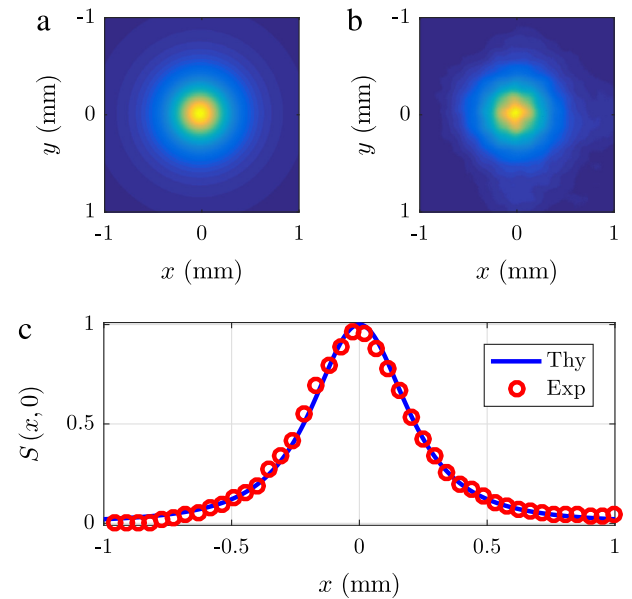 a
-1
0
1
y (mm)
-1 0 1
x (mm)
b
-1
0
1
y (mm)
-1 0 1
x (mm)
c
1
0.5
0
S(x, 0)
Thy
Exp
-1 -0.5 0 0.5 1
x (mm)